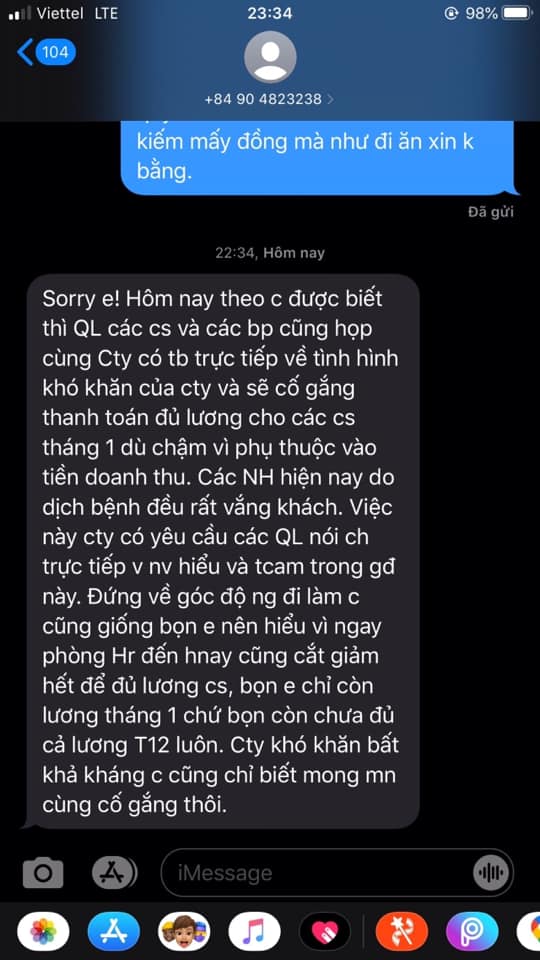 Viettel LTE
23:34
98%
104
+84 90 4823238
kiếm mấy đồng mà như đi ăn xin k
bằng.
Đã gửi
22:34, Hôm nay
Sorry e! Hôm nay theo c được biết
thì QL các cs và các bp cũng họp
cùng Cty có tb trực tiếp về tình hình
khó khăn của cty và sẽ cố gắng
thanh toán đủ lương cho các cs
tháng 1 dù chậm vì phụ thuộc vào
tiền doanh thu. Các NH hiện nay do
dịch bệnh đều rất vắng khách. Việc
này cty có yêu cầu các QL nói ch
trực tiếp v nv hiểu và tcam trong gđ
này. Đứng về góc độ ng đi làm c
cũng giống bọn e nên hiểu vì ngay
phòng Hr đến hnay cũng cắt giảm
hết để đủ lương cs, bọn e chỉ còn
lương tháng 1 chứ bọn còn chưa đủ
cả lương T12 luôn. Cty khó khăn bất
khả kháng c cũng chỉ biết mong mn
cùng cố gắng thôi.
iMessage